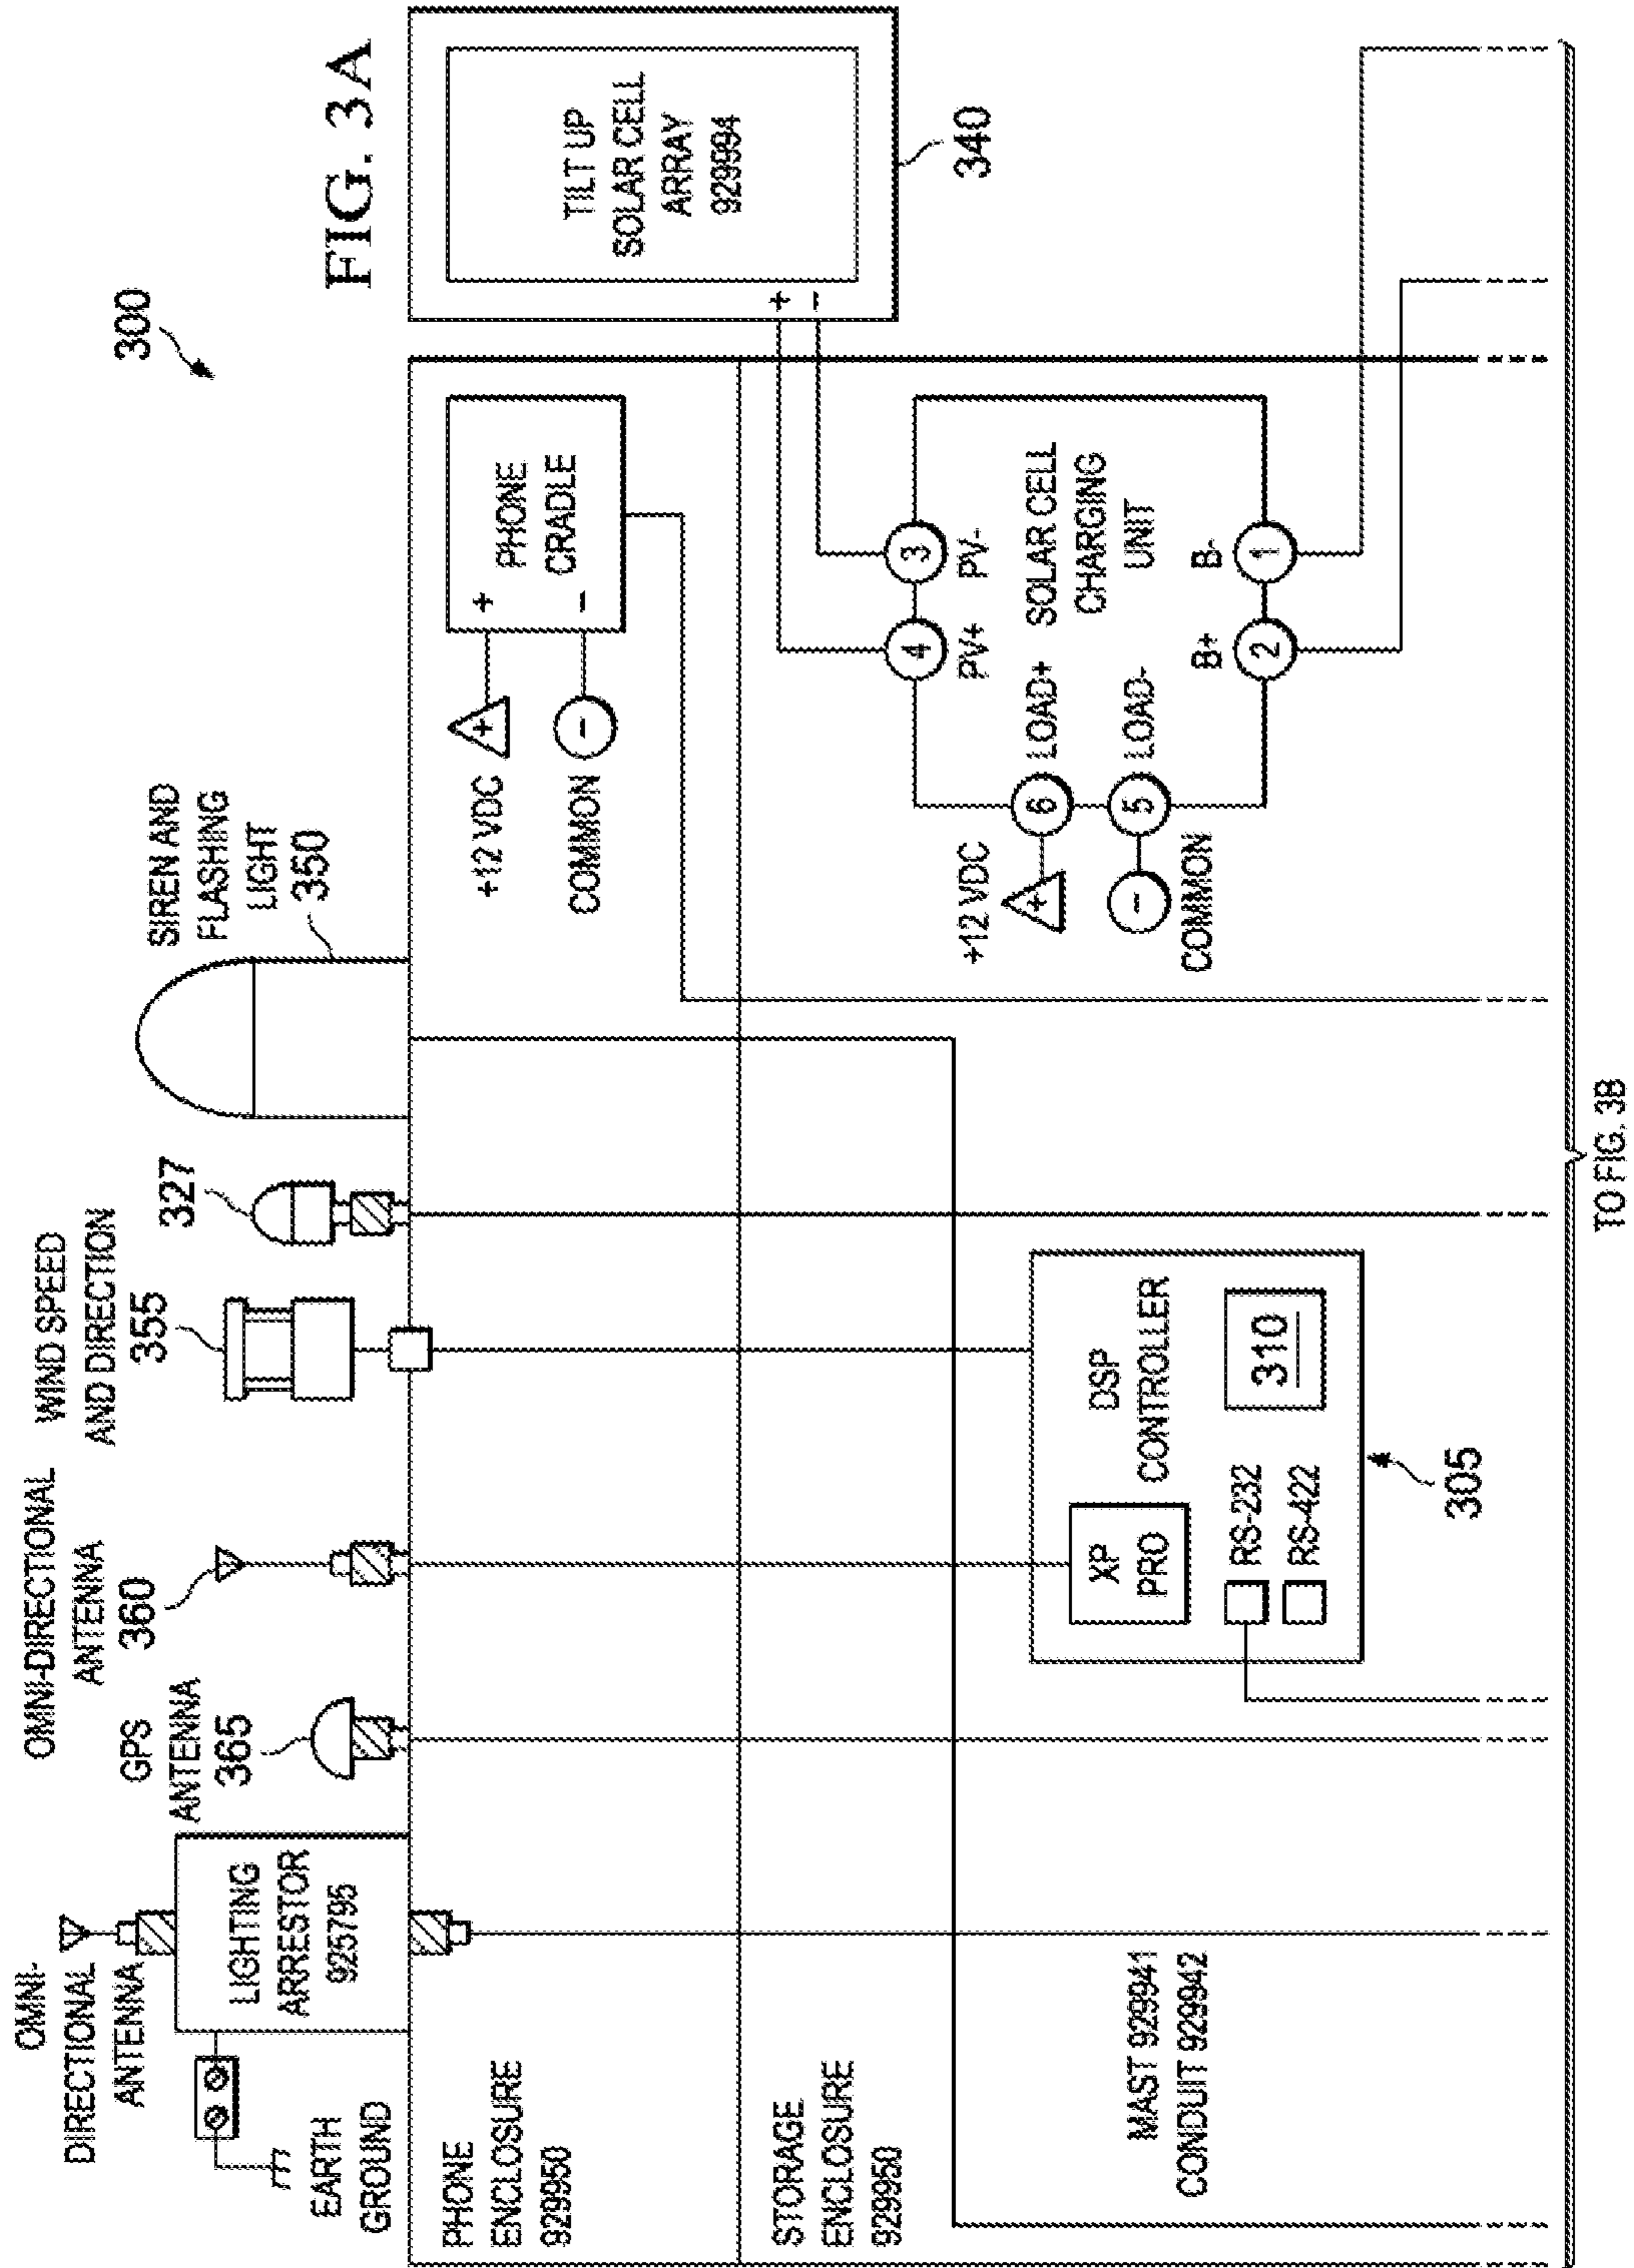 FIG. 3A
300
OMNI-
DIRECTIONAL
ANTENNA
LIGHTING
ARRESTOR
925795
EARTH
GROUND
GPS
ANTENNA
365
OMNI-DIRECTIONAL
ANTENNA
360
WIND SPEED
AND DIRECTION
355
327
SIREN AND
FLASHING
LIGHT
350
TILT UP
SOLAR CELL
ARRAY
929994
+
-
340
PHONE
ENCLOSURE
929950
+12 VDC
+
COMMON
-
+
-
PHONE
CRADLE
STORAGE
ENCLOSURE
929950
MAST 929941
CONDUIT 929942
XP
PRO
DSP
CONTROLLER
RS-232
RS-422
310
305
+12 VDC
+
COMMON
-
6
LOAD+
5
LOAD-
4
PV+
3
PV-
SOLAR CELL
CHARGING
UNIT
B+
2
B-
1
TO FIG. 3B